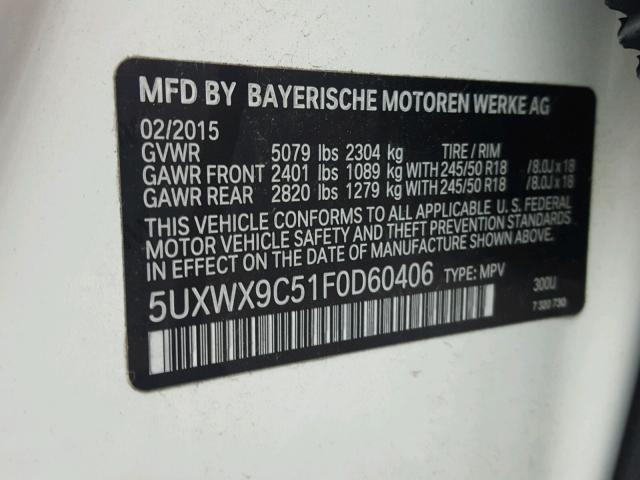 MFD BY BAYERISCHE MOTOREN WERKE AG
02/2015
GVWR 5079 lbs 2304 kg TIRE / RIM
GAWR FRONT 2401 lbs 1089 kg WITH 245/50 R18 / 8.0J x 18
GAWR REAR 2820 lbs 1279 kg WITH 245/50 R18 / 8.0J x 18
THIS VEHICLE CONFORMS TO ALL APPLICABLE U. S. FEDERAL
MOTOR VEHICLE SAFETY AND THEFT PREVENTION STANDARDS
IN EFFECT ON THE DATE OF MANUFACTURE SHOWN ABOVE.
5UXWX9C51F0D60406 TYPE: MPV 300U